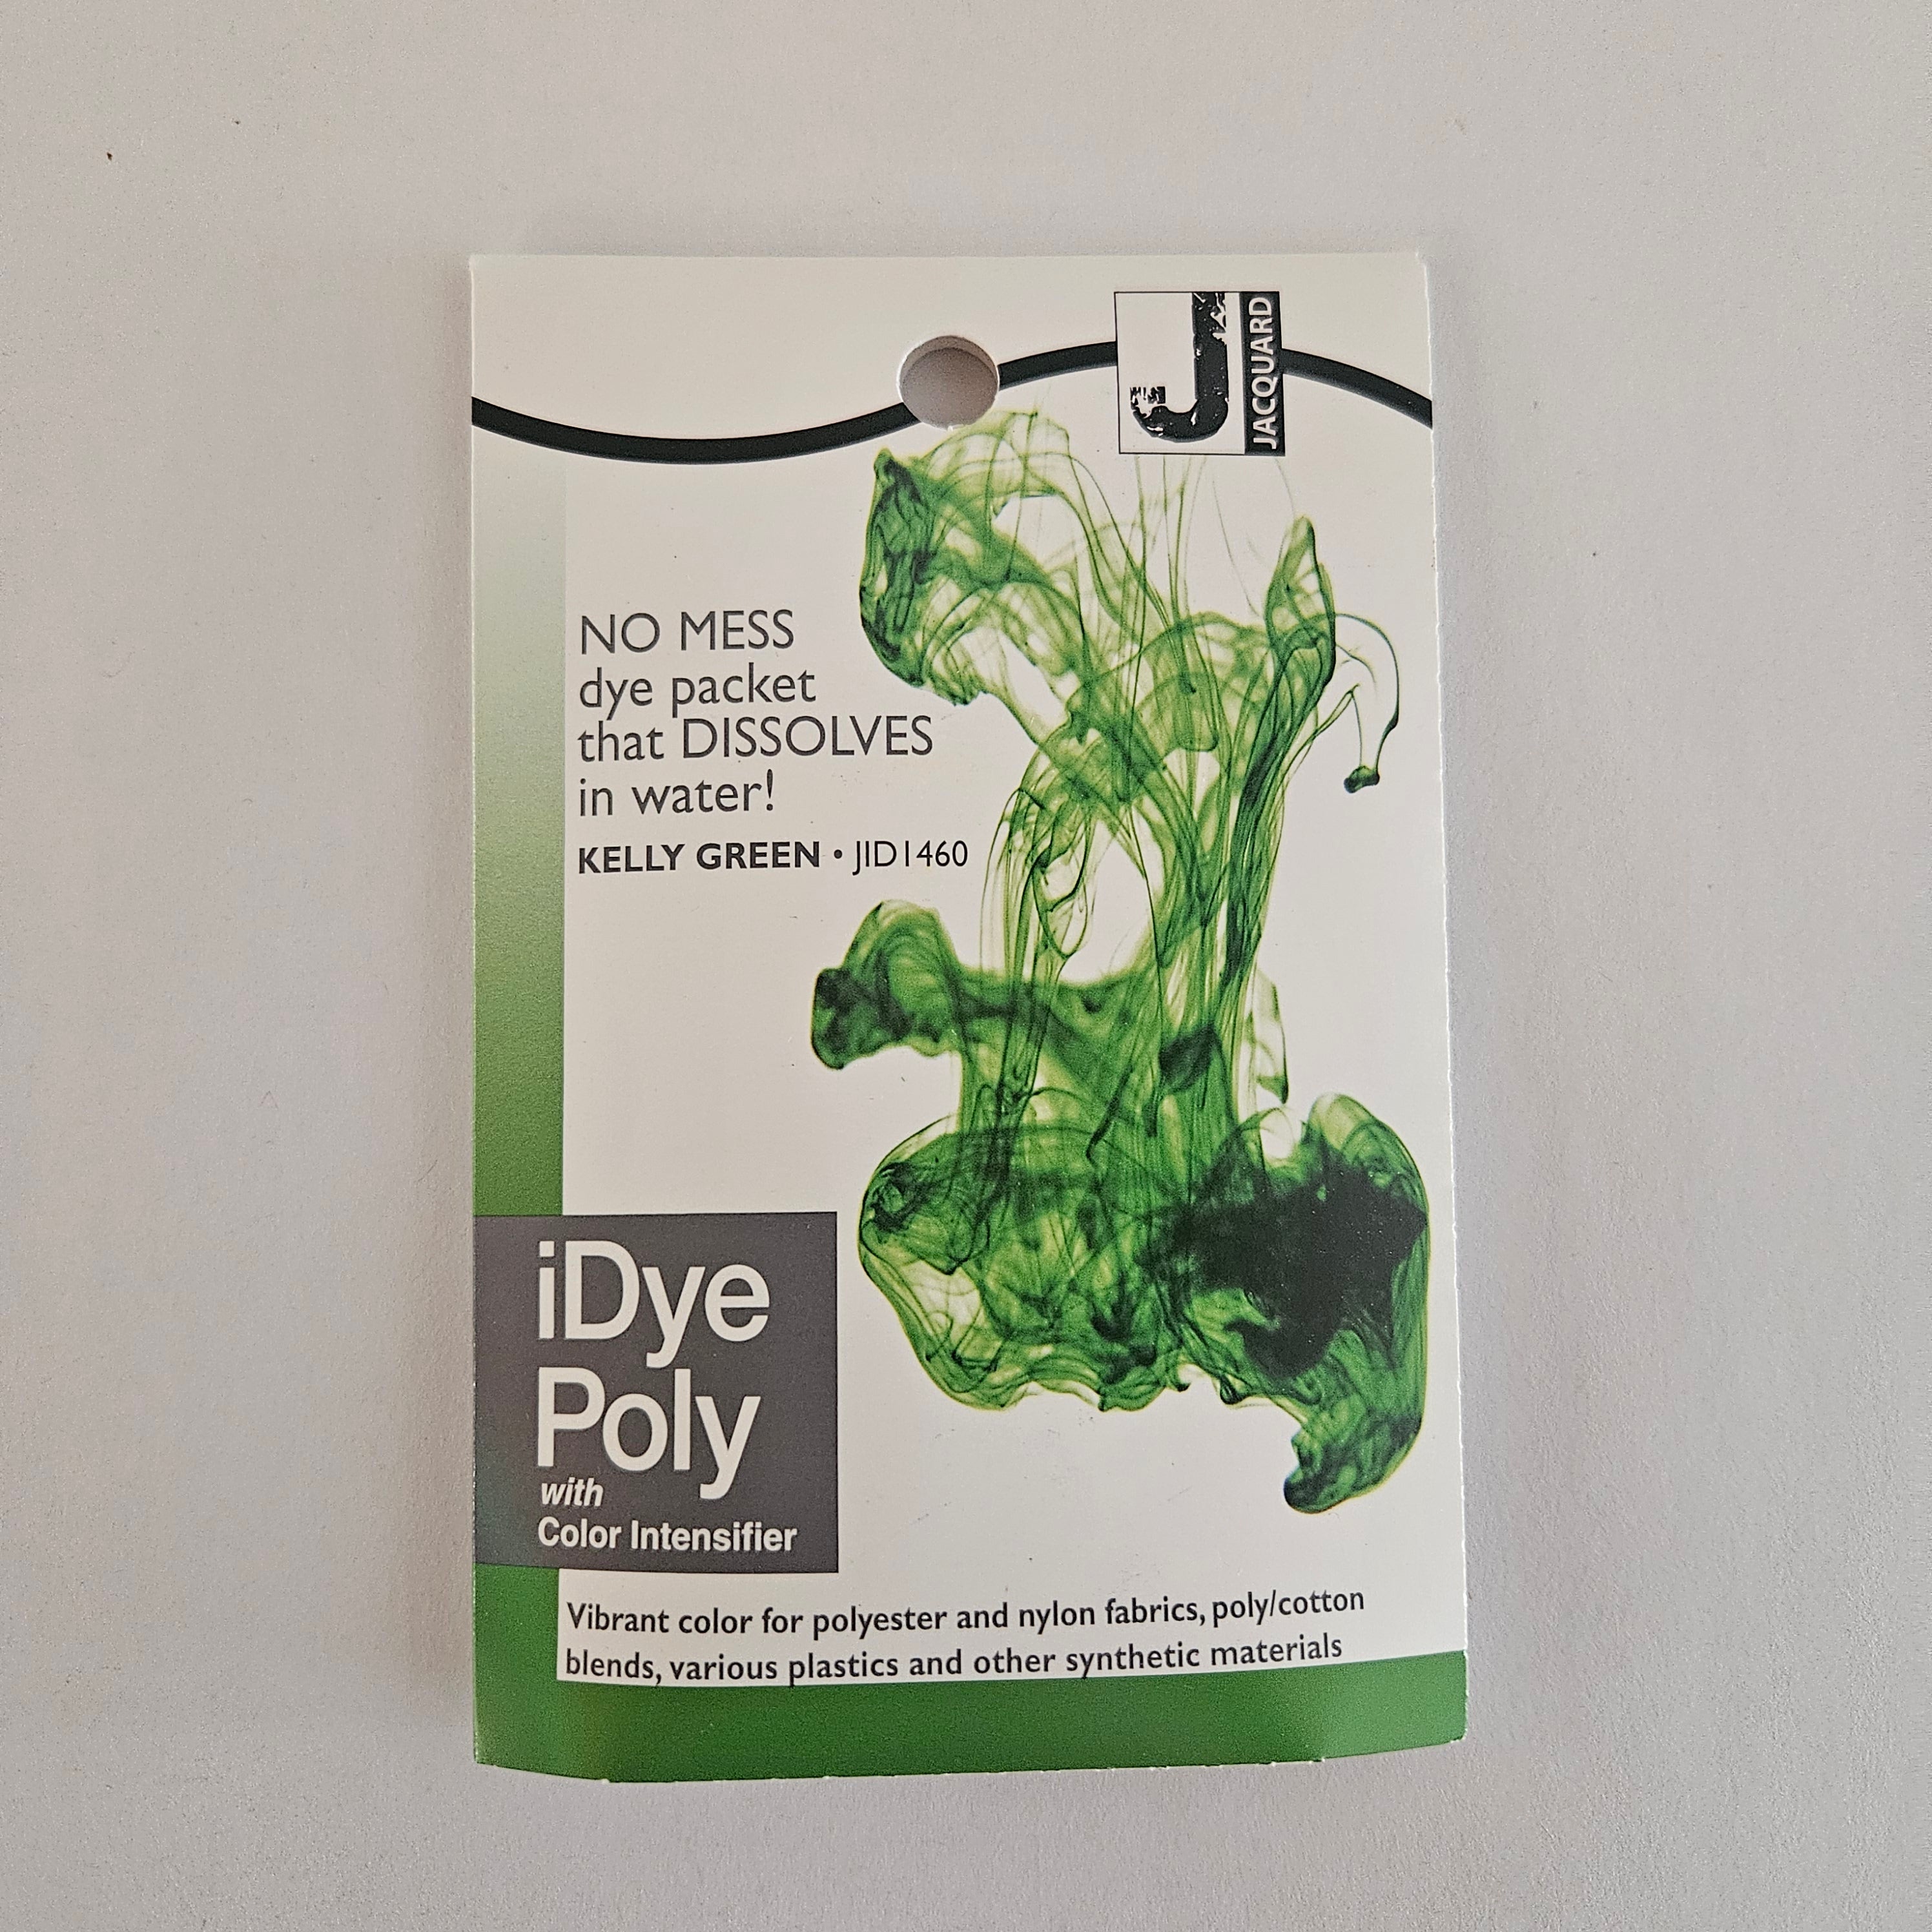 J
JACQUARD
NO MESS
dye packet
that DISSOLVES
in water!
KELLY GREEN • JID1460
iDye
Poly
with
Color Intensifier
Vibrant color for polyester and nylon fabrics, poly/cotton
blends, various plastics and other synthetic materials